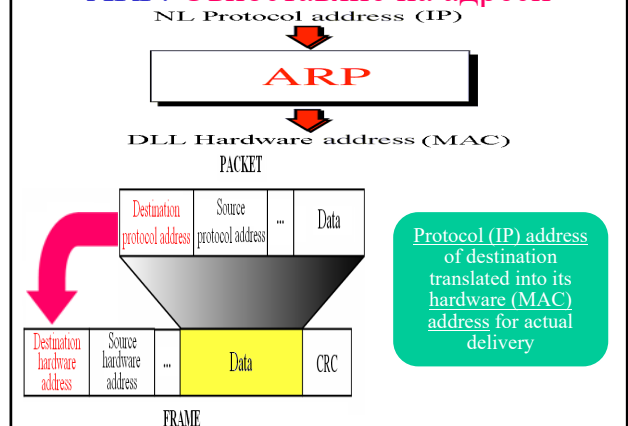 NL Protocol address (IP)
ARP
DLL Hardware address (MAC)
PACKET
Destination
protocol address
Source
protocol address
...
Data
Protocol (IP) address
of destination
translated into its
hardware (MAC)
address for actual
delivery
Destination
hardware
address
Source
hardware
address
...
Data
CRC
FRAME